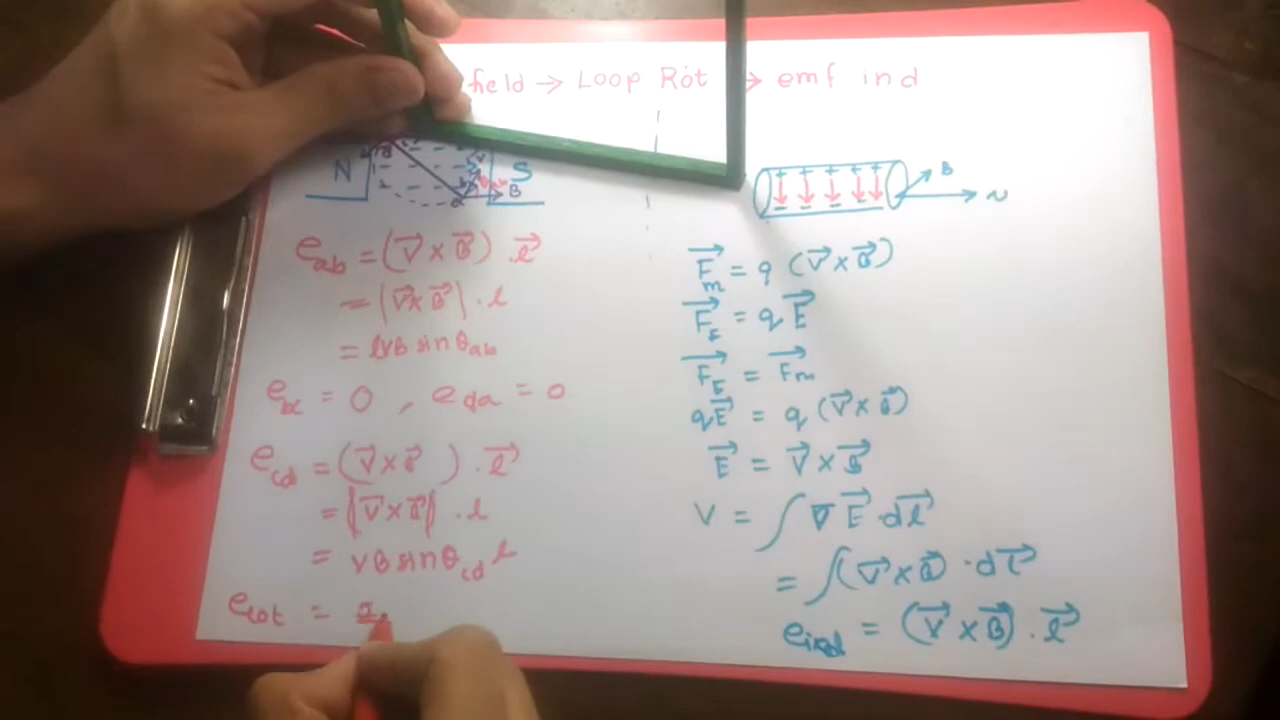 field → Loop Rot → emf ind
N S B
+ + + + +
- - - - -
B
v
e_ab = (V⃗ × B⃗) . l⃗
= |V⃗ × B⃗| . l
= lVB sin θ_ab
e_bc = 0 , e_da = 0
e_cd = (V⃗ × B⃗ ) . l⃗
= |V⃗ × B⃗| . l
= VB sin θ_cd l
e_tot =
F⃗_m = q (V⃗ × B⃗)
F⃗_E = q E⃗
F⃗_E = F⃗_m
qE⃗ = q (V⃗ × B⃗)
E⃗ = V⃗ × B⃗
V = ∫ E⃗ . dl⃗
= ∫(V⃗ × B⃗) . dl⃗
e_ind = (V⃗ × B⃗) . l⃗